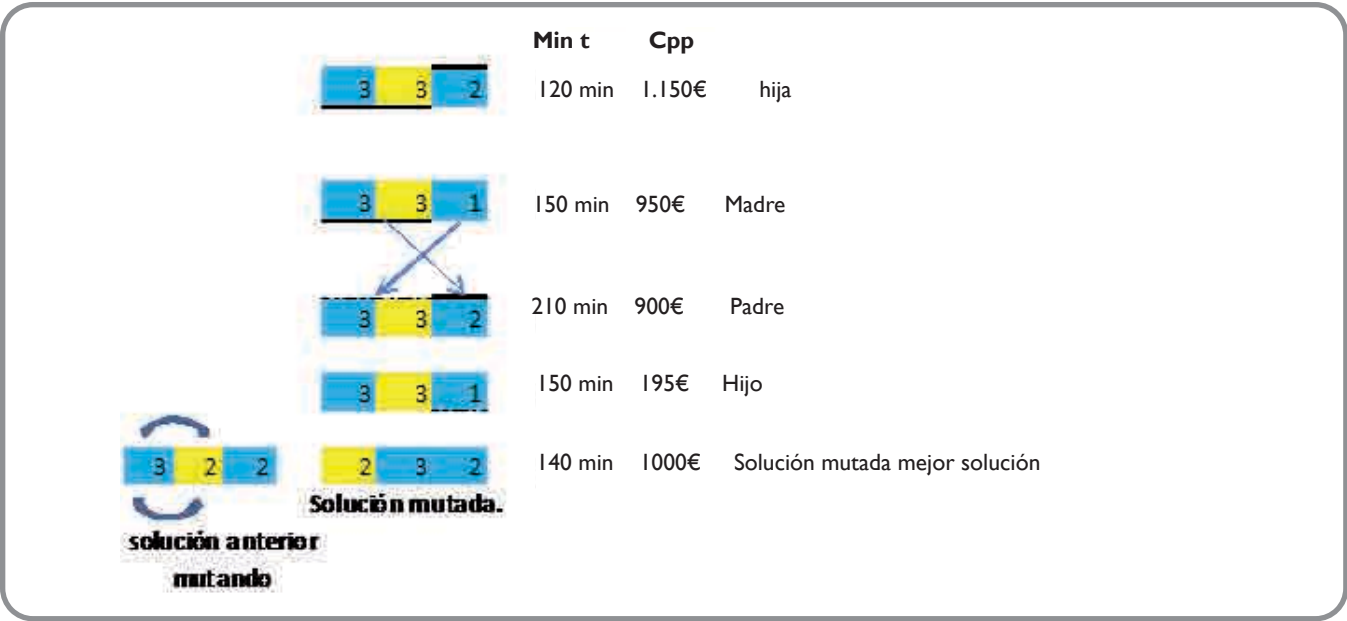 Min t Cpp
3 3 2 120 min 1.150€ hija
3 3 1 150 min 950€ Madre
3 3 2 210 min 900€ Padre
3 3 1 150 min 195€ Hijo
3 2 2 2 3 2 140 min 1000€ Solución mutada mejor solución
Solución mutada.
solución anterior
mutando